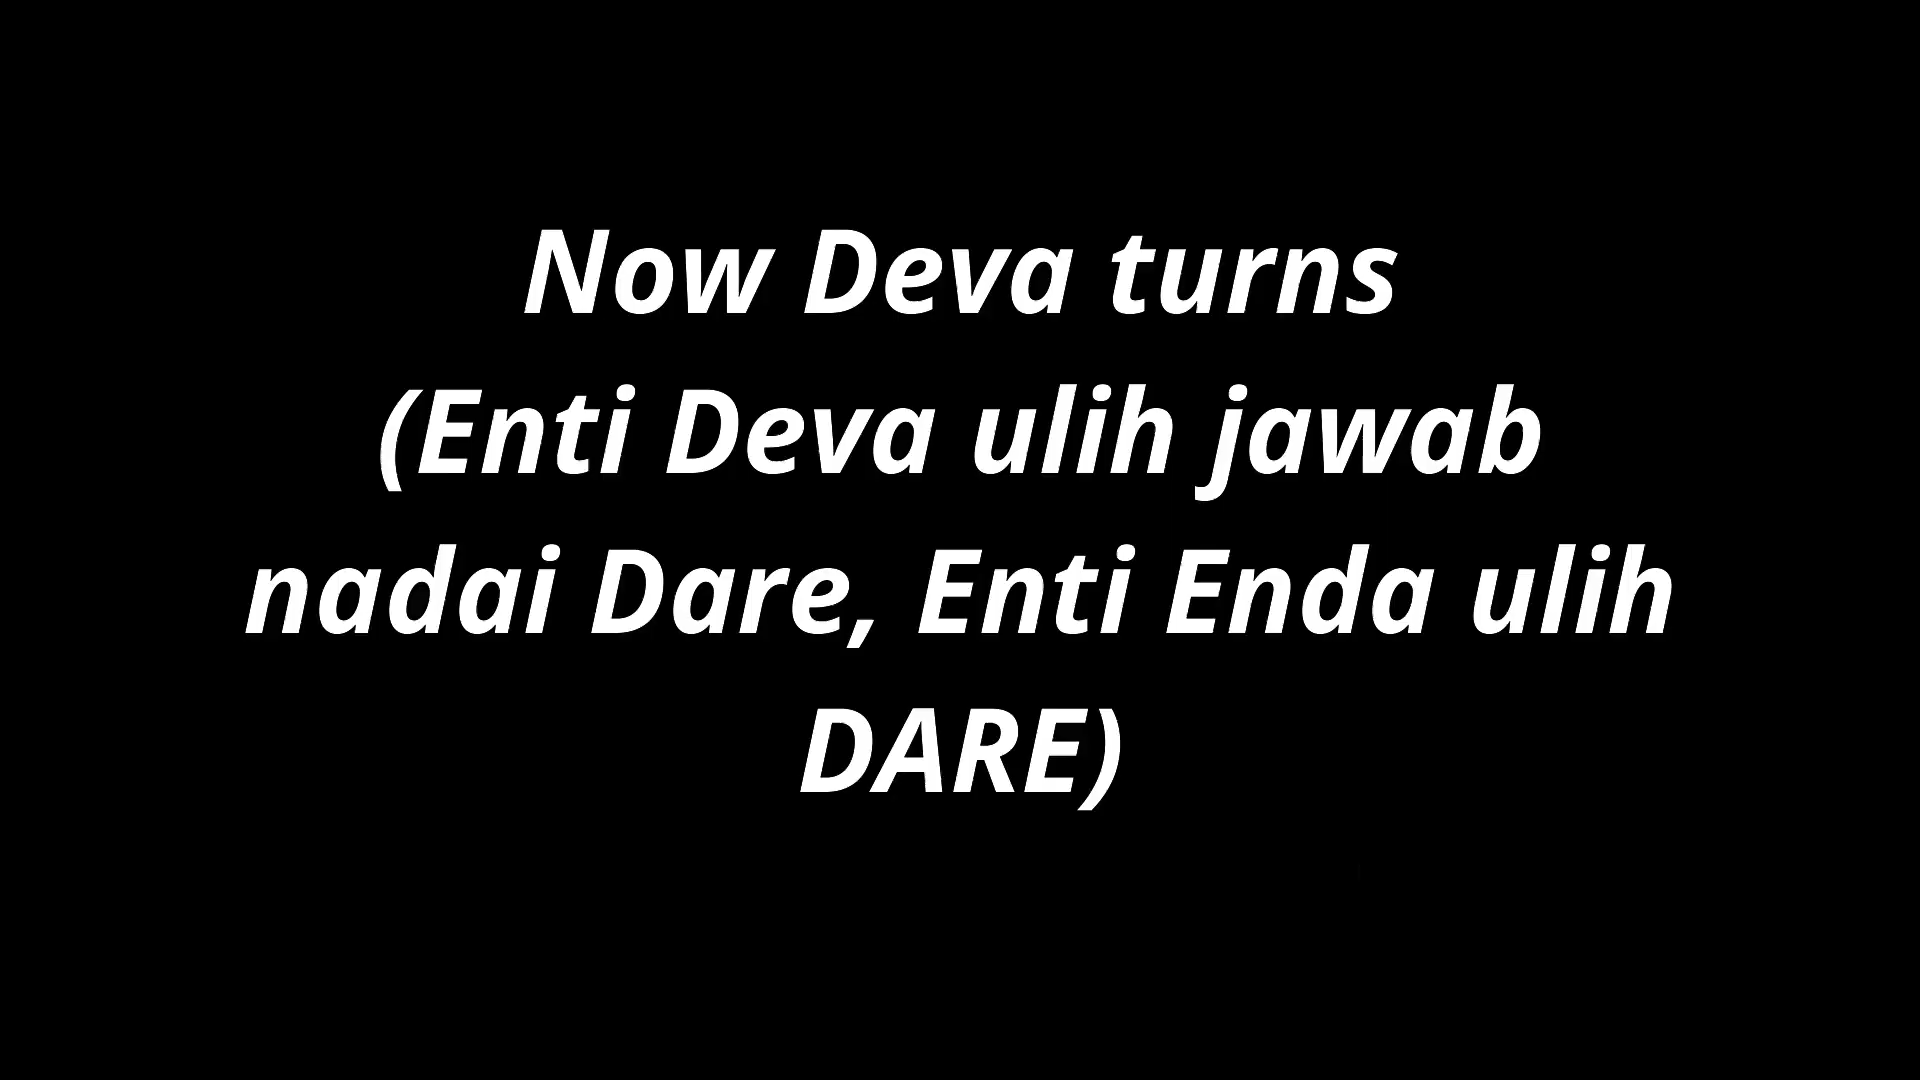 Now Deva turns
(Enti Deva ulih jawab
nadai Dare, Enti Enda ulih
DARE)